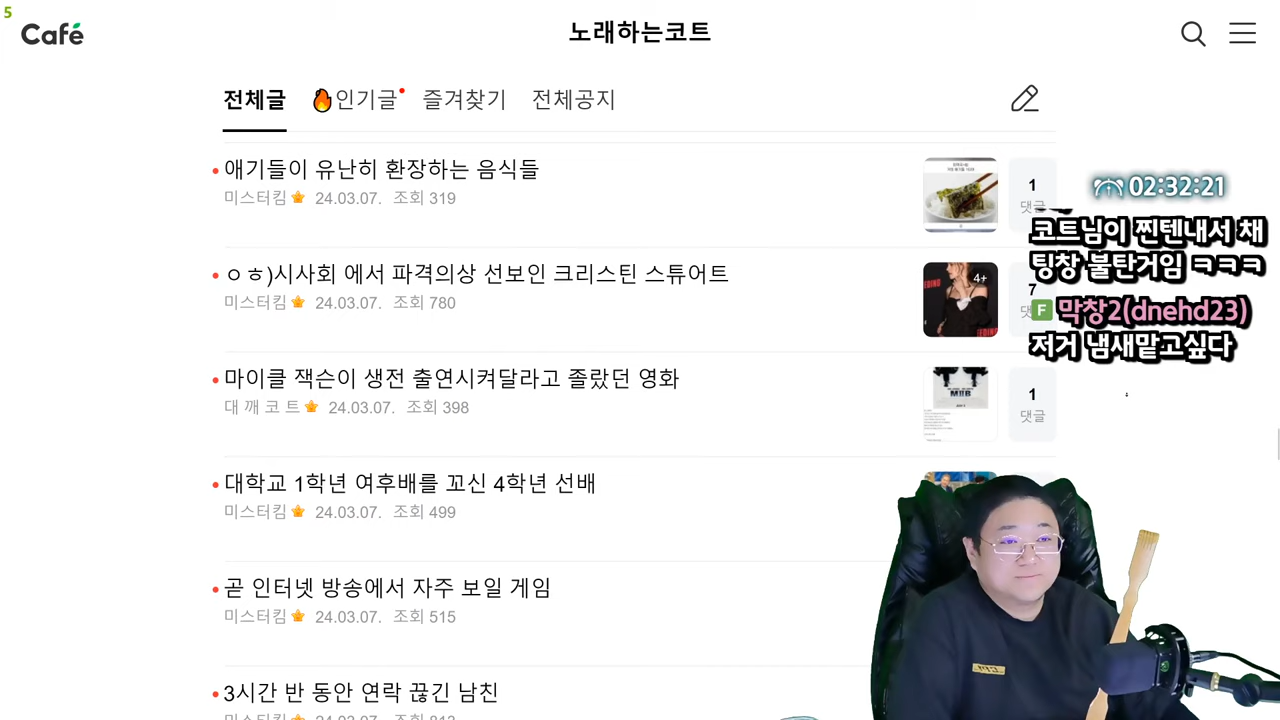 5
Café
노래하는코트
전체글 인기글 즐겨찾기 전체공지
애기들이 유난히 환장하는 음식들
미스터킴 24.03.07. 조회 319
1
댓글
ㅇㅎ)시사회 에서 파격의상 선보인 크리스틴 스튜어트
미스터킴 24.03.07. 조회 780
4+
7
마이클 잭슨이 생전 출연시켜달라고 졸랐던 영화
대 깨 코 트 24.03.07. 조회 398
MIIB
1
댓글
대학교 1학년 여후배를 꼬신 4학년 선배
미스터킴 24.03.07. 조회 499
곧 인터넷 방송에서 자주 보일 게임
미스터킴 24.03.07. 조회 515
3시간 반 동안 연락 끊긴 남친
02:32:21
코트님이 찐텐내서 채
팅창 불탄거임 ㅋㅋㅋ
F 막창2(dnehd23)
저거 냄새맡고싶다